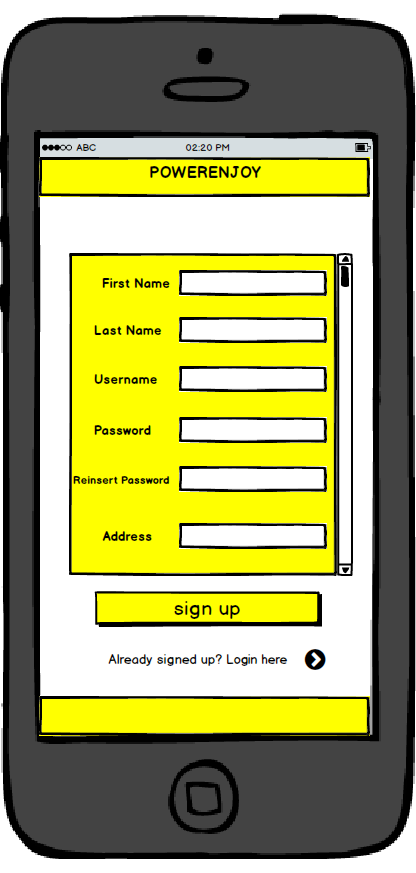 ABC 02:20 PM
POWERENJOY
First Name
Last Name
Username
Password
Reinsert Password
Address
sign up
Already signed up? Login here